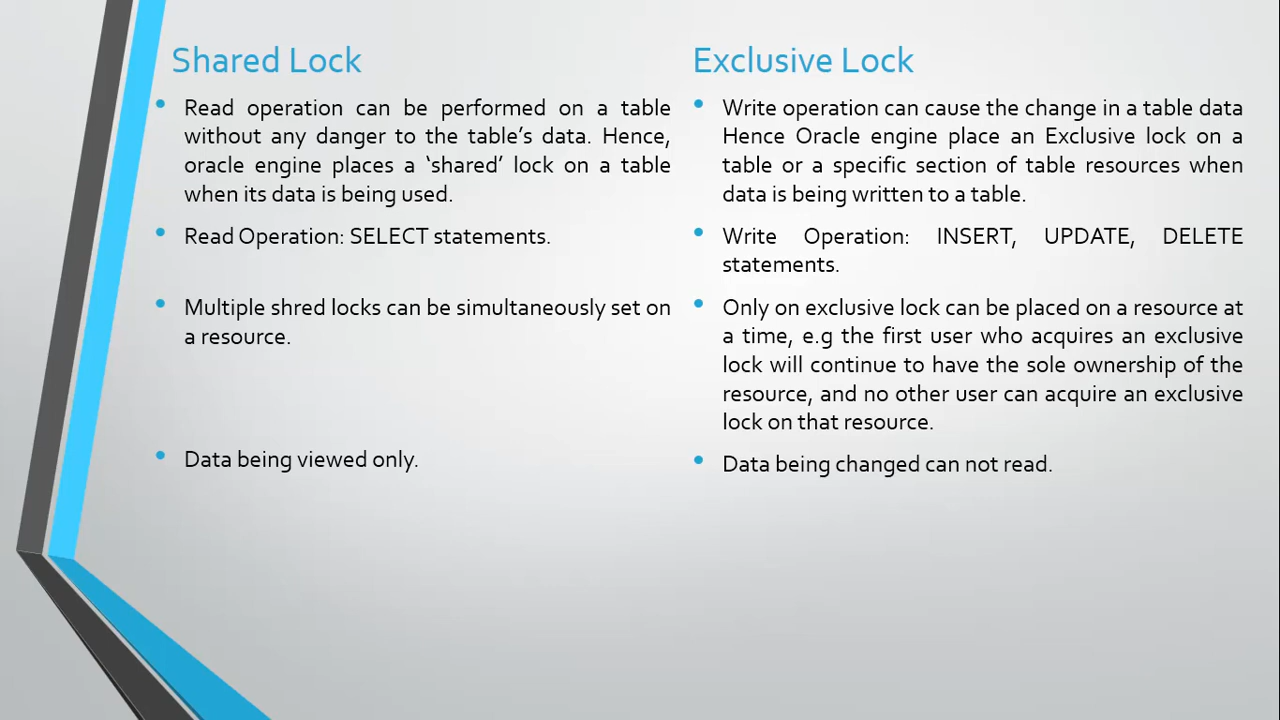 Shared Lock
Read operation can be performed on a table
without any danger to the table’s data. Hence,
oracle engine places a ‘shared’ lock on a table
when its data is being used.
Read Operation: SELECT statements.
Multiple shred locks can be simultaneously set on
a resource.
Data being viewed only.
Exclusive Lock
Write operation can cause the change in a table data
Hence Oracle engine place an Exclusive lock on a
table or a specific section of table resources when
data is being written to a table.
Write Operation: INSERT, UPDATE, DELETE
statements.
Only on exclusive lock can be placed on a resource at
a time, e.g the first user who acquires an exclusive
lock will continue to have the sole ownership of the
resource, and no other user can acquire an exclusive
lock on that resource.
Data being changed can not read.